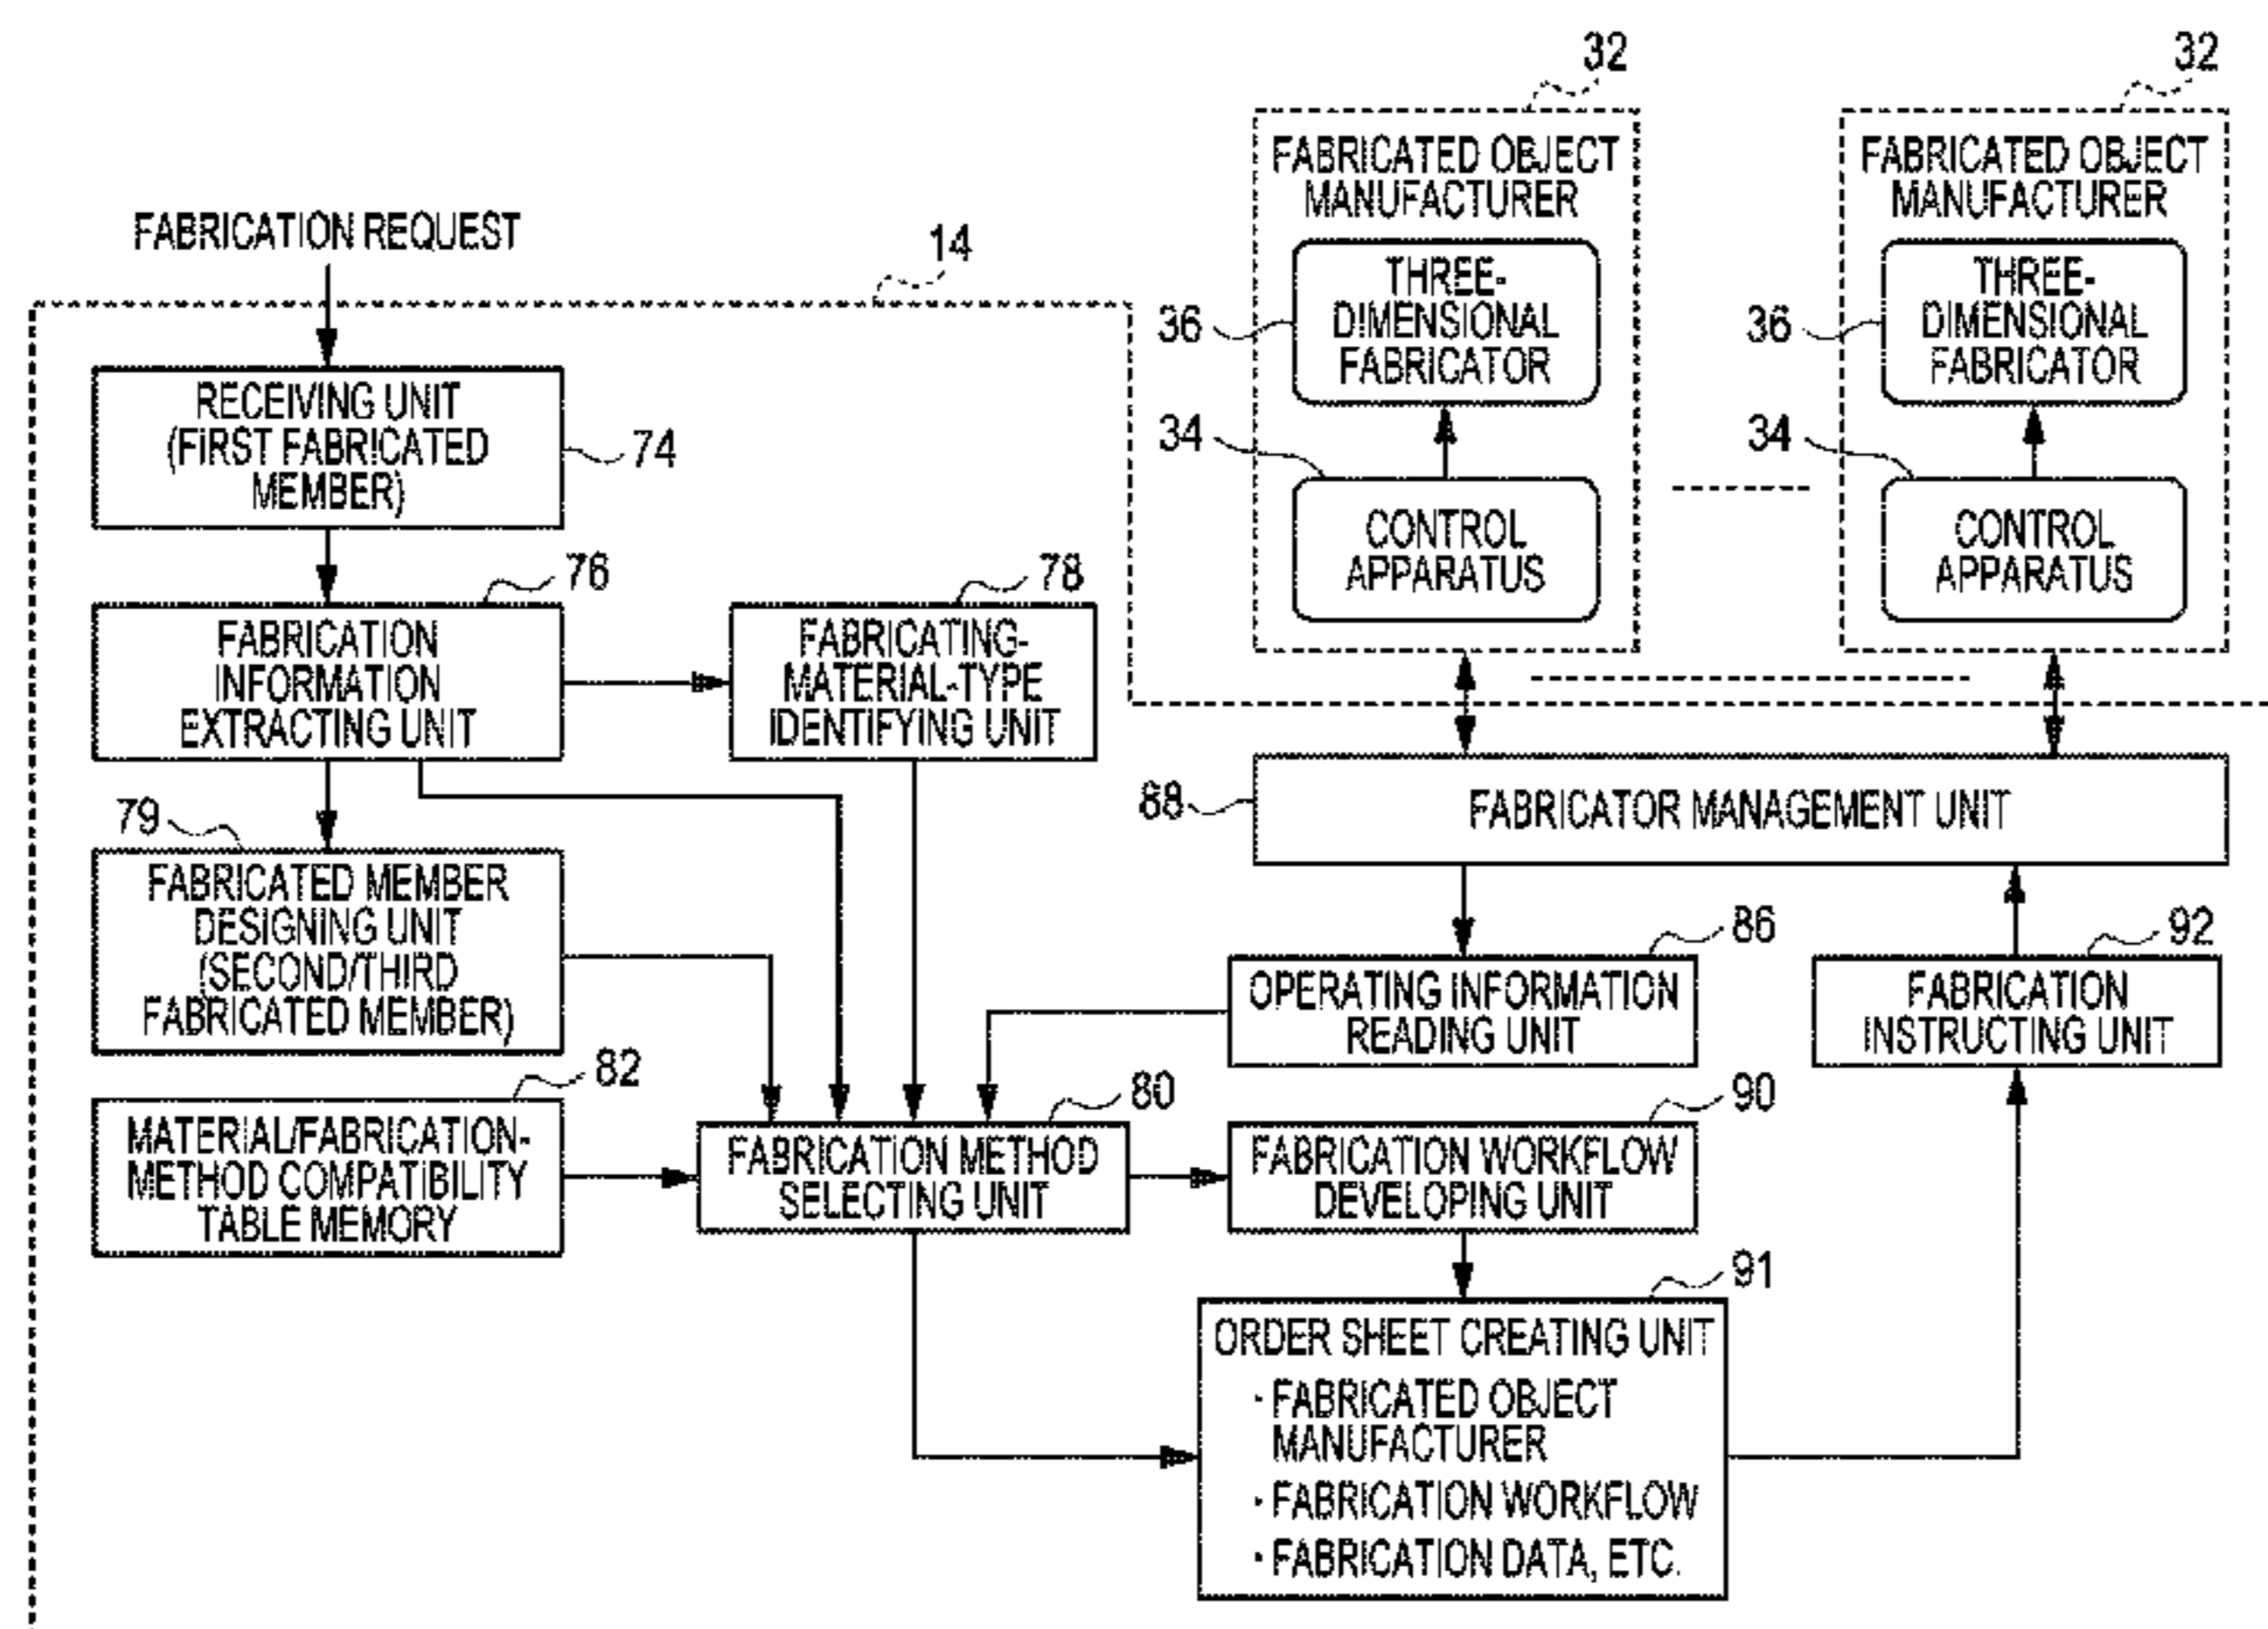 32
32
FABRICATED OBJECT
MANUFACTURER
FABRICATED OBJECT
MANUFACTURER
FABRICATION REQUEST
14
36
THREE-
DIMENSIONAL
FABRICATOR
36
THREE-
DIMENSIONAL
FABRICATOR
RECEIVING UNIT
(FIRST FABRICATED
MEMBER)
74
34
CONTROL
APPARATUS
34
CONTROL
APPARATUS
76
FABRICATION
INFORMATION
EXTRACTING UNIT
78
FABRICATING-
MATERIAL-TYPE
IDENTIFYING UNIT
88
FABRICATOR MANAGEMENT UNIT
79
FABRICATED MEMBER
DESIGNING UNIT
(SECOND/THIRD
FABRICATED MEMBER)
86
OPERATING INFORMATION
READING UNIT
92
FABRICATION
INSTRUCTING UNIT
82
MATERIAL/FABRICATION-
METHOD COMPATIBILITY
TABLE MEMORY
80
FABRICATION METHOD
SELECTING UNIT
90
FABRICATION WORKFLOW
DEVELOPING UNIT
91
ORDER SHEET CREATING UNIT
· FABRICATED OBJECT
MANUFACTURER
· FABRICATION WORKFLOW
· FABRICATION DATA, ETC.